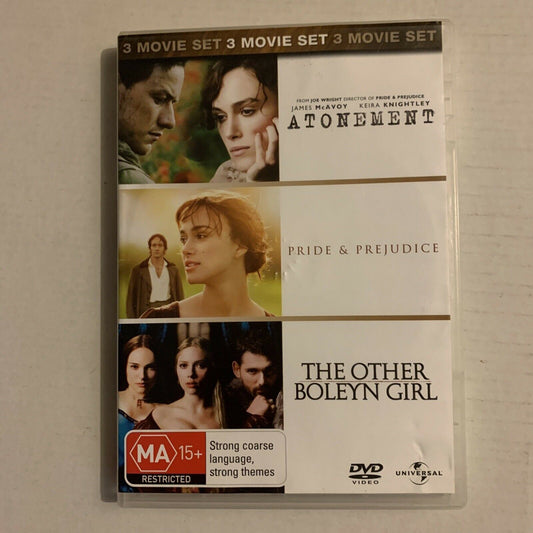 3 MOVIE SET 3 MOVIE SET 3 MOVIE SET
FROM JOE WRIGHT DIRECTOR OF PRIDE & PREJUDICE
JAMES McAVOY KEIRA KNIGHTLEY
ATONEMENT
PRIDE & PREJUDICE
THE OTHER
BOLEYN GIRL
MA 15+
RESTRICTED
Strong coarse
language,
strong themes
DVD
VIDEO
UNIVERSAL